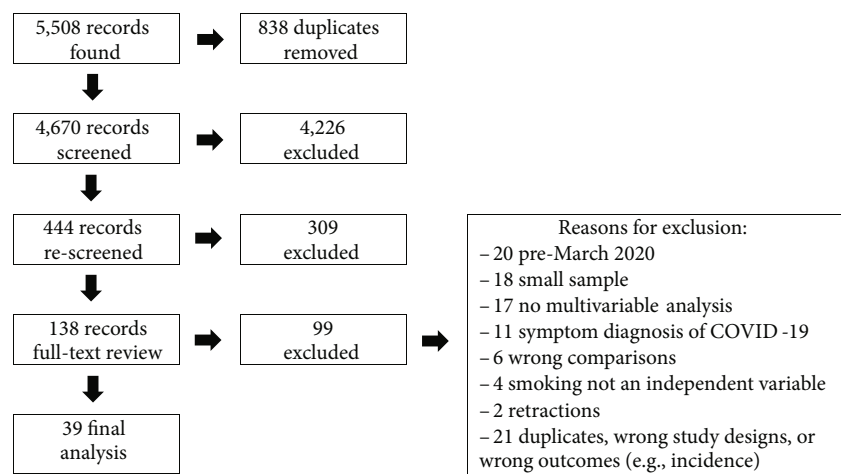 5,508 records
found
838 duplicates
removed
4,670 records
screened
4,226
excluded
444 records
re-screened
309
excluded
138 records
full-text review
99
excluded
39 final
analysis
Reasons for exclusion:
– 20 pre-March 2020
– 18 small sample
– 17 no multivariable analysis
– 11 symptom diagnosis of COVID -19
– 6 wrong comparisons
– 4 smoking not an independent variable
– 2 retractions
– 21 duplicates, wrong study designs, or
wrong outcomes (e.g., incidence)